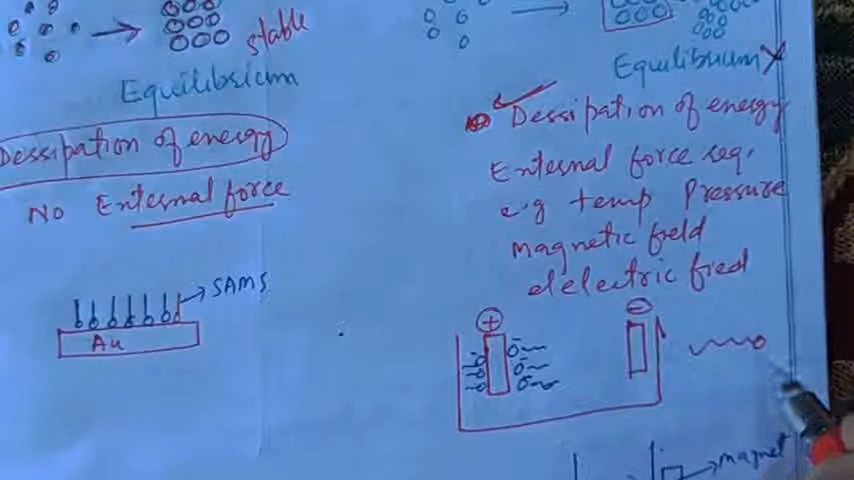 stable
Equilibrium
Dessipation of energy
No External force
SAMS
Au
Equilibrium X
Dessipation of energy
External force req.
e.g temp Pressure
magnetic field
elelectric field
+
-
magnet